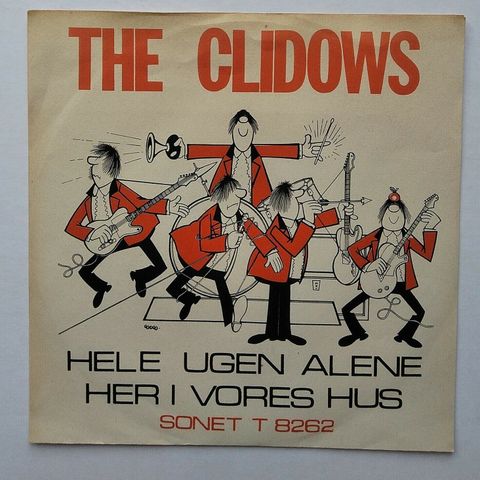 THE CLIDOWS
HELE UGEN ALENE
HER I VORES HUS
SONET T 8262